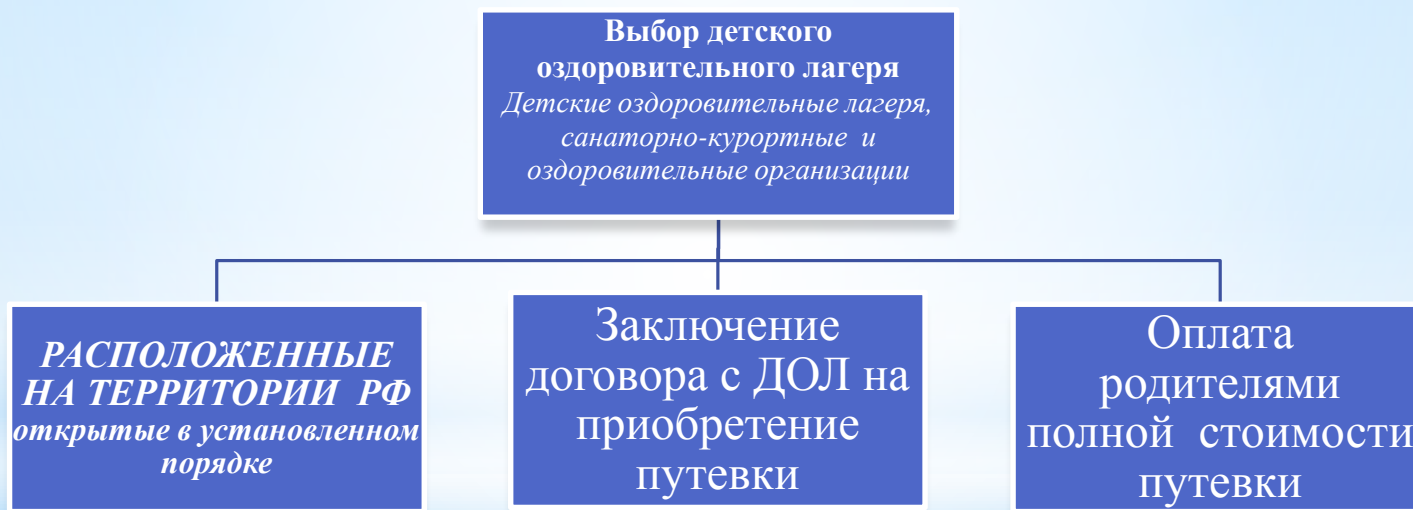 Выбор детского
оздоровительного лагеря
Детские оздоровительные лагеря,
санаторно-курортные и
оздоровительные организации
РАСПОЛОЖЕННЫЕ
НА ТЕРРИТОРИИ РФ
открытые в установленном
порядке
Заключение
договора с ДОЛ на
приобретение
путевки
Оплата
родителями
полной стоимости
путевки